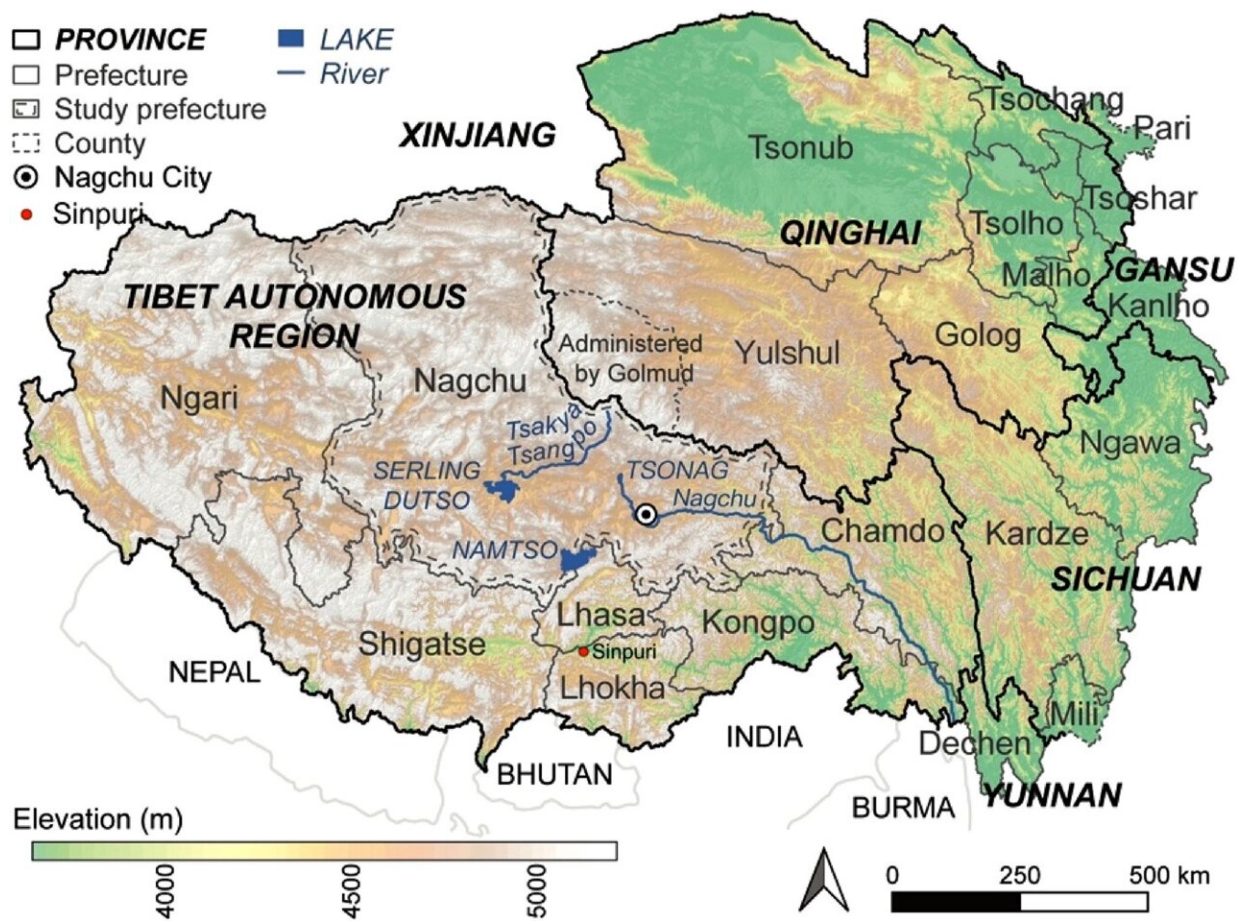 PROVINCE
Prefecture
Study prefecture
County
Nagchu City
Sinpuri
LAKE
River
XINJIANG
Tsonub
Tsochang
Pari
Tsoshar
Tsolho
QINGHAI
Malho
GANSU
Kanlho
TIBET AUTONOMOUS
REGION
Ngari
Nagchu
Administered
by Golmud
Yulshul
Golog
Tsakya
Tsangpo
SERLING
DUTSO
TSONAG
Nagchu
Ngawa
Chamdo
Kardze
NAMTSO
SICHUAN
Lhasa
Kongpo
Shigatse
Sinpuri
NEPAL
Lhokha
Mili
INDIA
Dechen
BHUTAN
BURMA
YUNNAN
Elevation (m)
4000
4500
5000
0 250 500 km